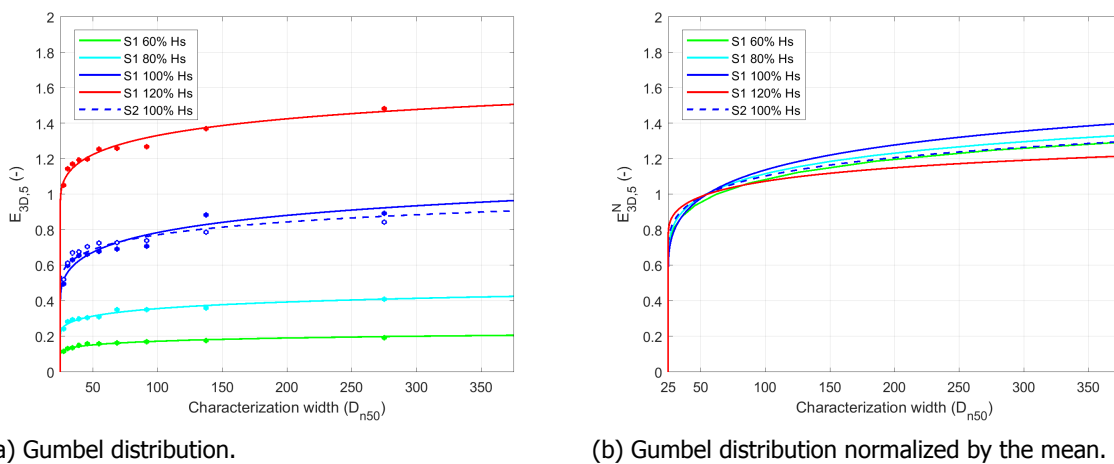 2
1.8
1.6
1.4
1.2
1
0.8
0.6
0.4
0.2
0
E3D,5 (-)
S1 60% Hs
S1 80% Hs
S1 100% Hs
S1 120% Hs
S2 100% Hs
50 100 150 200 250 300 350
Characterization width (Dn50)
a) Gumbel distribution.
2
1.8
1.6
1.4
1.2
1
0.8
0.6
0.4
0.2
0
E^N_3D,5 (-)
S1 60% Hs
S1 80% Hs
S1 100% Hs
S1 120% Hs
S2 100% Hs
25 50 100 150 200 250 300 350
Characterization width (Dn50)
(b) Gumbel distribution normalized by the mean.